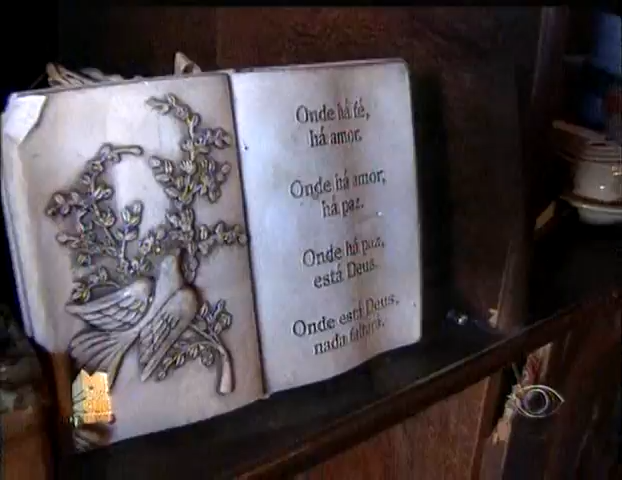 Onde há fé,
há amor.
Onde há amor,
há paz.
Onde há paz,
está Deus.
Onde está Deus,
nada faltará.